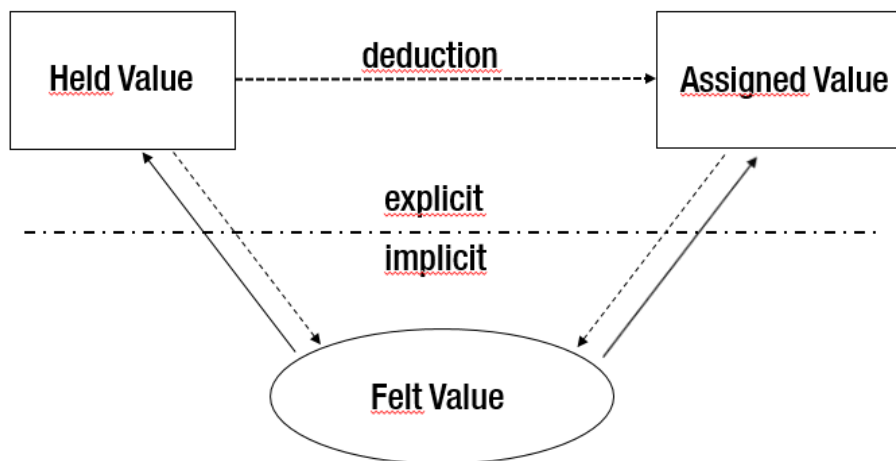 deduction
Held Value
Assigned Value
explicit
implicit
Felt Value